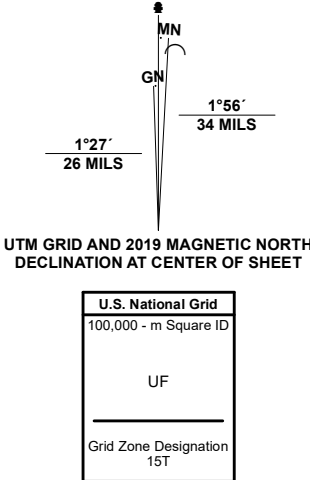 MN
GN
1°56´
34 MILS
1°27´
26 MILS
UTM GRID AND 2019 MAGNETIC NORTH
DECLINATION AT CENTER OF SHEET
U.S. National Grid
100,000 - m Square ID
UF
Grid Zone Designation
15T